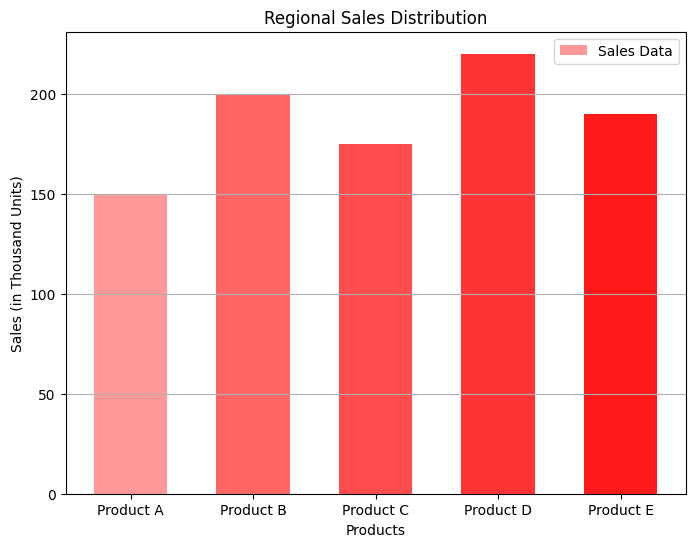 Regional Sales Distribution
Sales Data
Sales (in Thousand Units)
200
150
100
50
0
Product A Product B Product C Product D Product E
Products